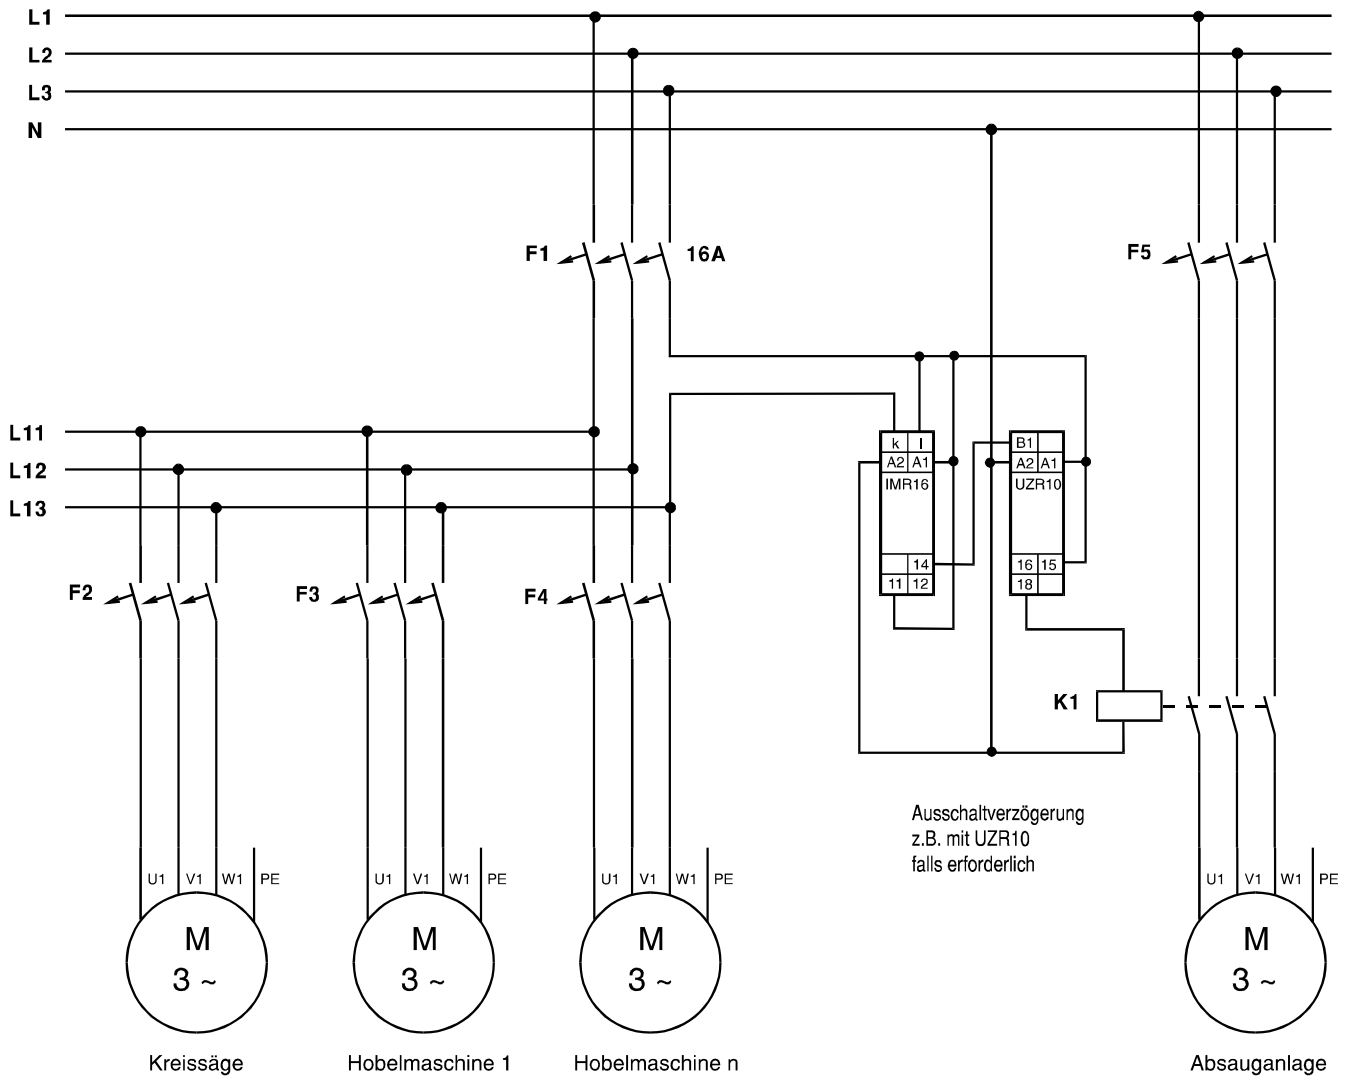 L1
L2
L3
N
F1
16A
F5
L11
L12
L13
k l
A2 A1
IMR16
14
11 12
B1
A2 A1
UZR10
16 15
18
F2
F3
F4
K1
Ausschaltverzögerung
z.B. mit UZR10
falls erforderlich
U1 V1 W1 PE
U1 V1 W1 PE
U1 V1 W1 PE
U1 V1 W1 PE
M
3 ~
M
3 ~
M
3 ~
M
3 ~
Kreissäge
Hobelmaschine 1
Hobelmaschine n
Absauganlage